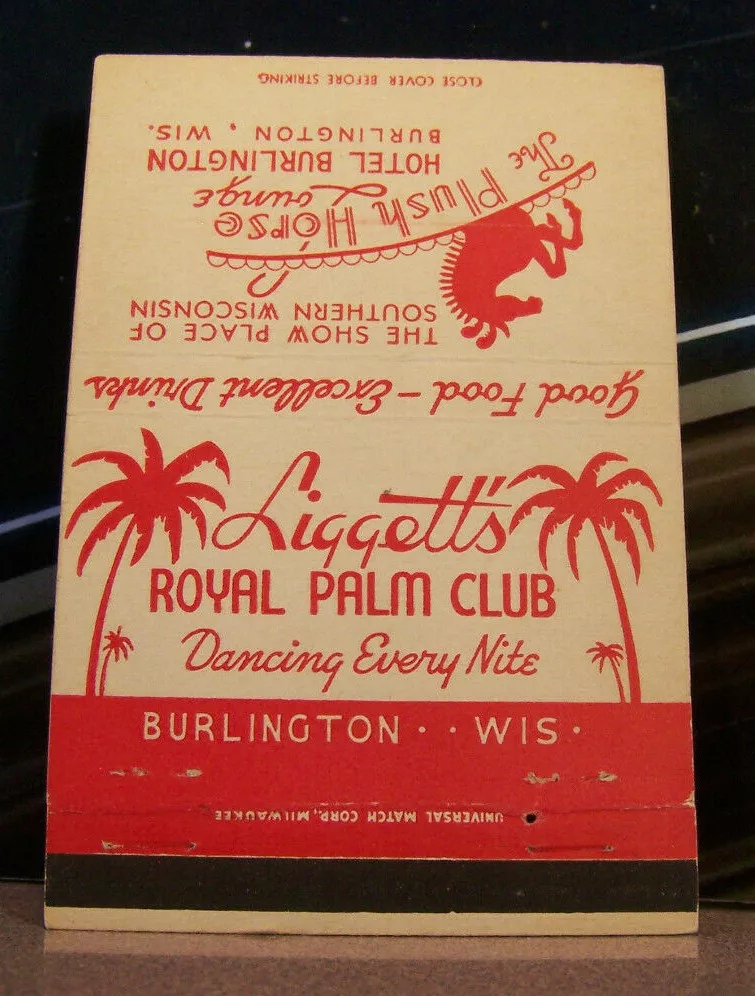 CLOSE COVER BEFORE STRIKING
The Plush Horse
Lounge
HOTEL BURLINGTON
BURLINGTON, WIS.
THE SHOW PLACE OF
SOUTHERN WISCONSIN
Good Food - Excellent Drinks
Liggett's
ROYAL PALM CLUB
Dancing Every Nite
BURLINGTON · · WIS ·
UNIVERSAL MATCH CORP., MILWAUKEE